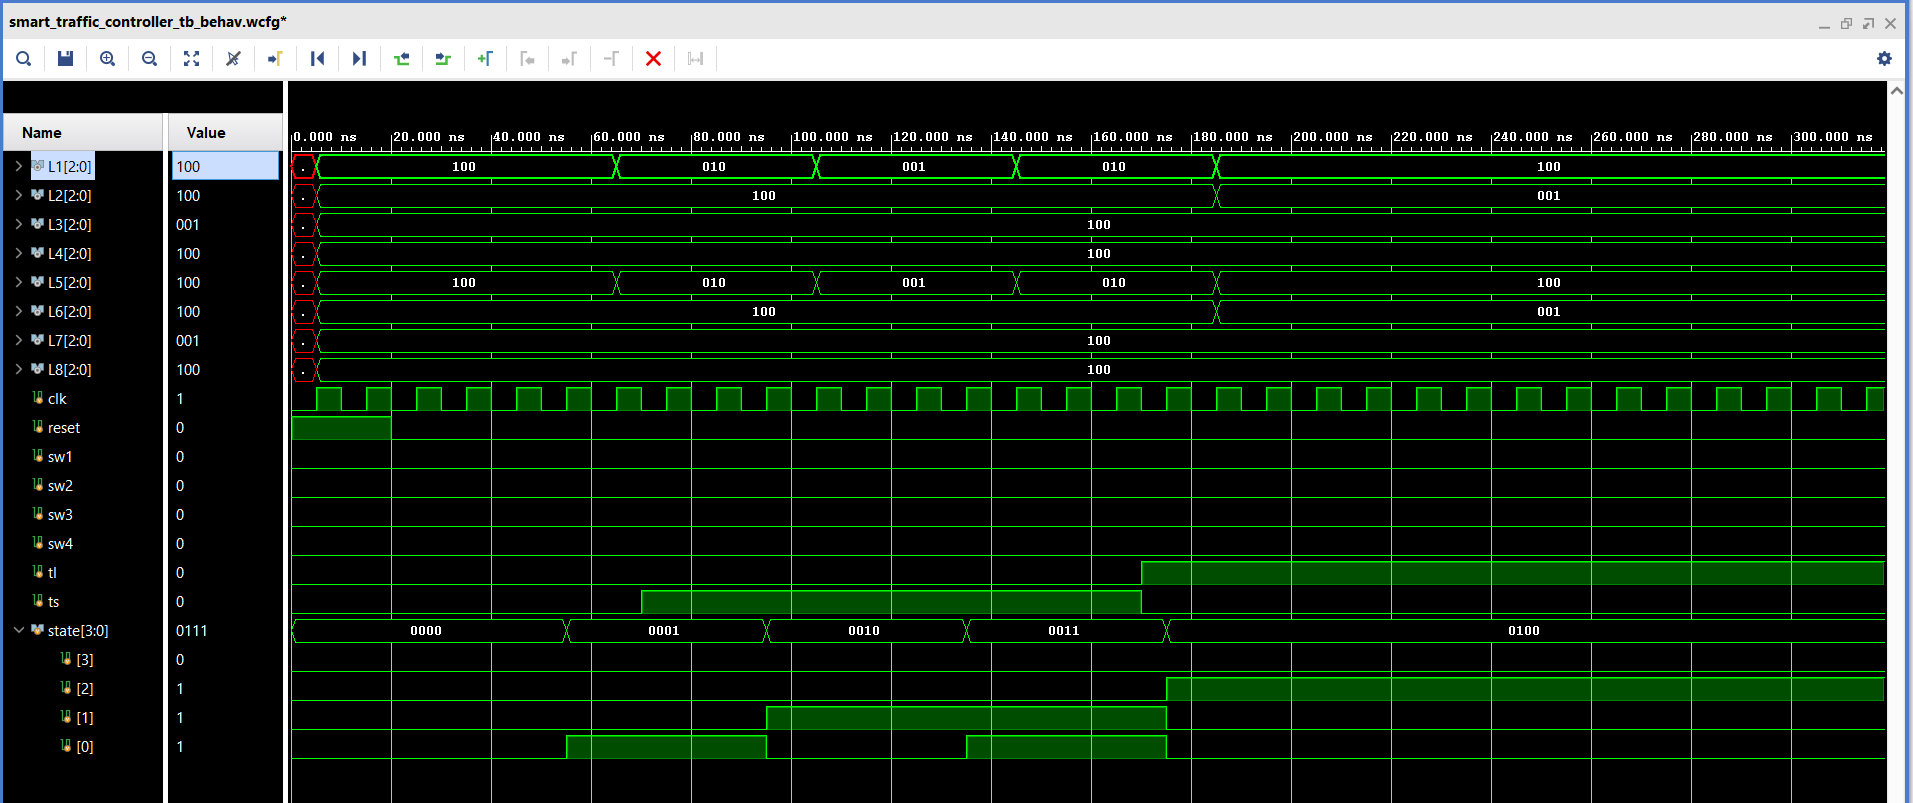 smart_traffic_controller_tb_behav.wcfg*
Name Value
0.000 ns 20.000 ns 40.000 ns 60.000 ns 80.000 ns 100.000 ns 120.000 ns 140.000 ns 160.000 ns 180.000 ns 200.000 ns 220.000 ns 240.000 ns 260.000 ns 280.000 ns 300.000 ns
L1[2:0] 100 . 100 010 001 010 100
L2[2:0] 100 . 100 001
L3[2:0] 001 . 100
L4[2:0] 100 . 100
L5[2:0] 100 . 100 010 001 010 100
L6[2:0] 100 . 100 001
L7[2:0] 001 . 100
L8[2:0] 100 . 100
clk 1
reset 0
sw1 0
sw2 0
sw3 0
sw4 0
tl 0
ts 0
state[3:0] 0111 0000 0001 0010 0011 0100
[3] 0
[2] 1
[1] 1
[0] 1